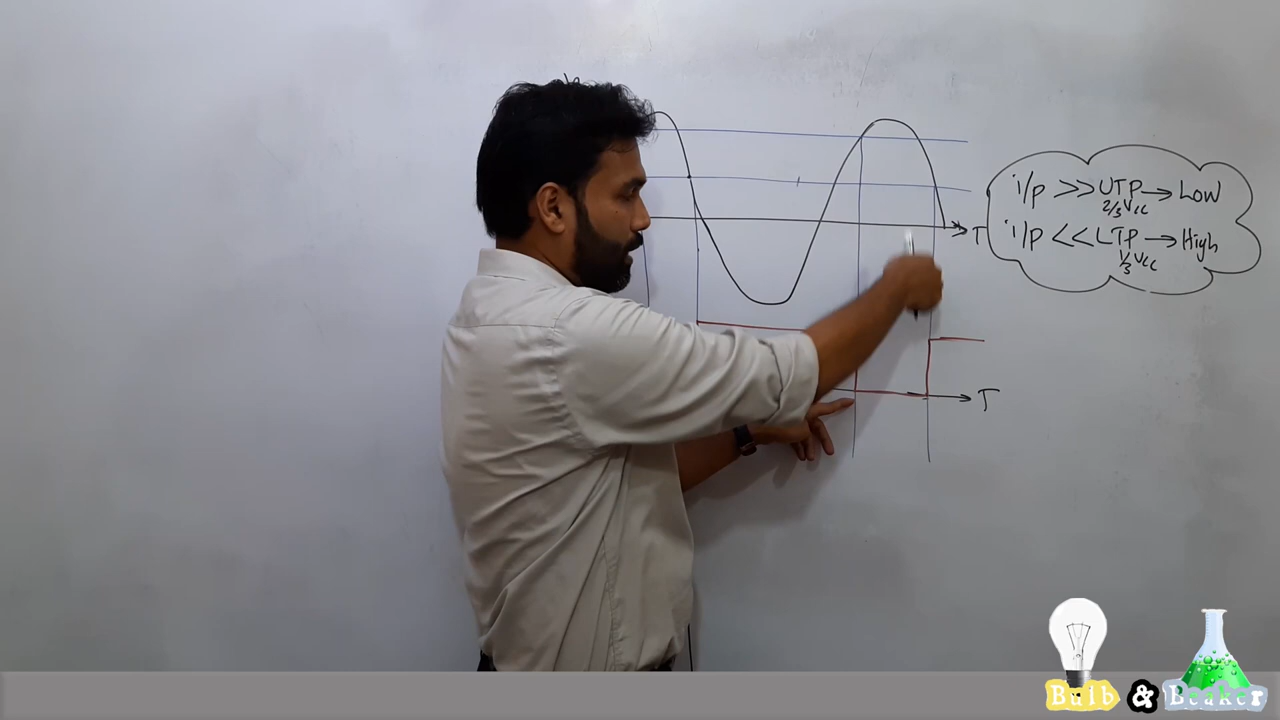 i/p >> UTP → Low
2/3 Vcc
i/p << LTP → High
1/3 Vcc
T
T
Bulb & Beaker